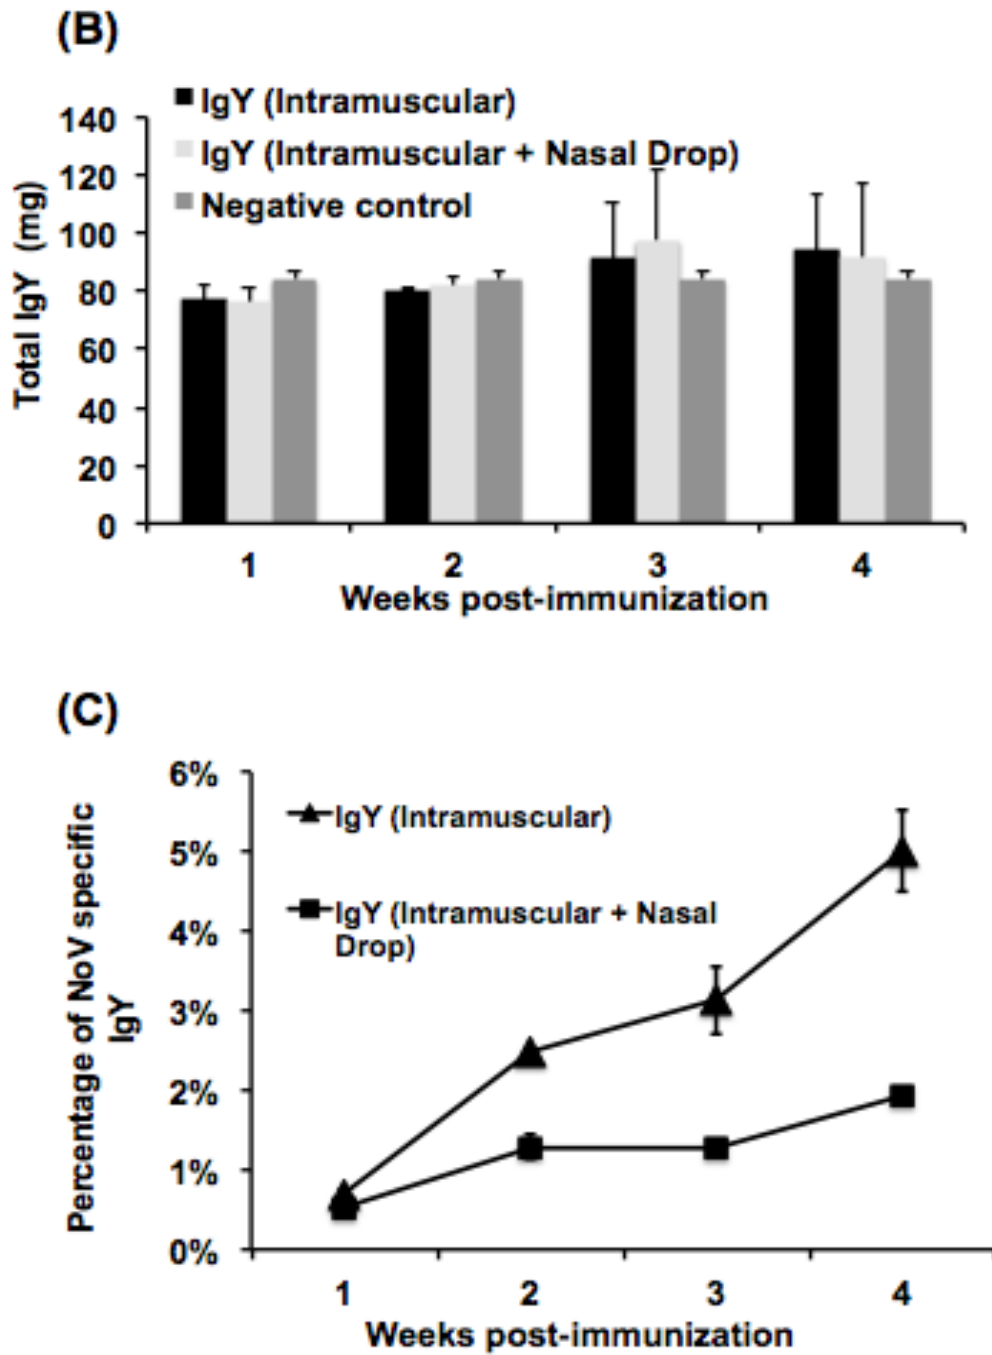 (B)
IgY (Intramuscular)
IgY (Intramuscular + Nasal Drop)
Negative control
Total IgY (mg)
140
120
100
80
60
40
20
0
1 2 3 4
Weeks post-immunization
(C)
IgY (Intramuscular)
IgY (Intramuscular + Nasal
Drop)
Percentage of NoV specific
IgY
6%
5%
4%
3%
2%
1%
0%
1 2 3 4
Weeks post-immunization